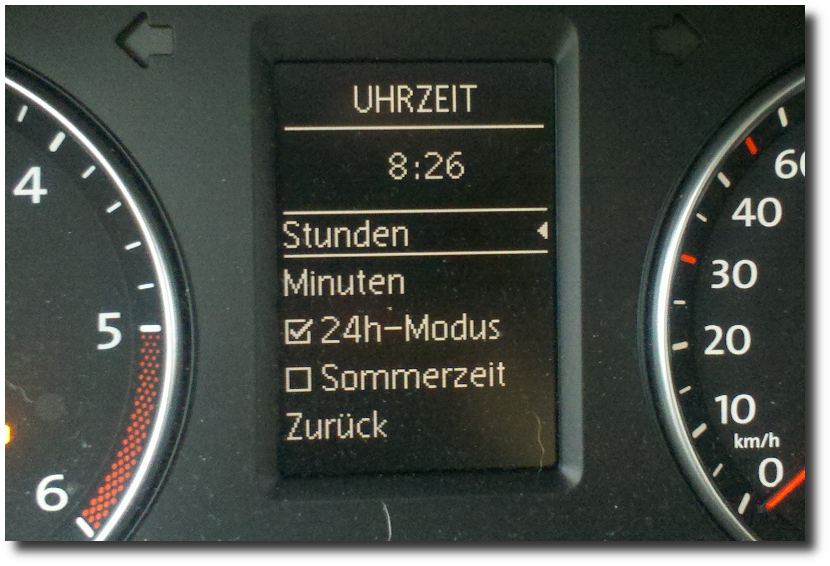 UHRZEIT
8:26
Stunden
Minuten
24h-Modus
Sommerzeit
Zurück
4
5
6
60
40
30
20
10
km/h
0